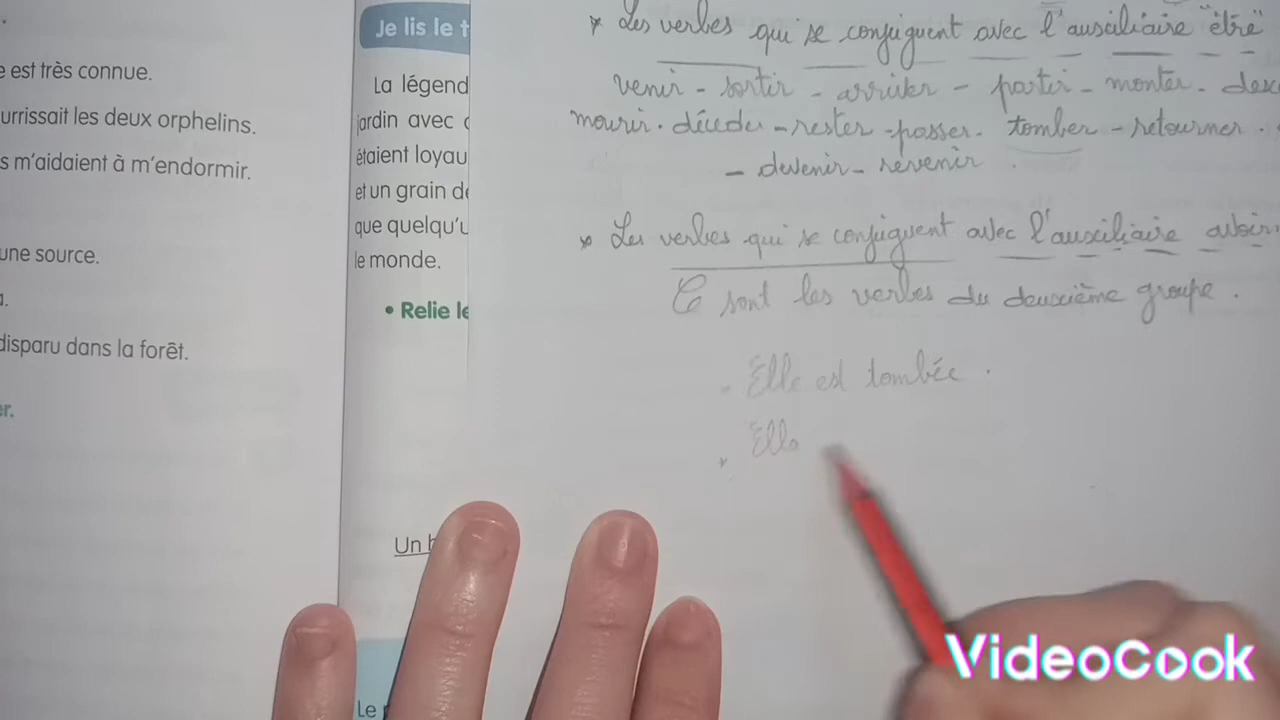 .
e est très connue.
urrissait les deux orphelins.
s m'aidaient à m'endormir.
une source.
disparu dans la forêt.
er.
Je lis le t
La légend
jardin avec
étaient loyau
et un grain de
que quelqu'u
le monde.
• Relie le
Un b
Le
* Les verbes qui se conjuguent avec l'auxiliaire "être"
venir - sortir - arriver - partir - monter - desc
mourir - décéder - rester - passer - tomber - retourner .
- devenir - revenir .
* Les verbes qui se conjuguent avec l'auxiliaire avoir
Ce sont les verbes du deuxième groupe .
- Elle est tombée .
* Elle
VideoCook